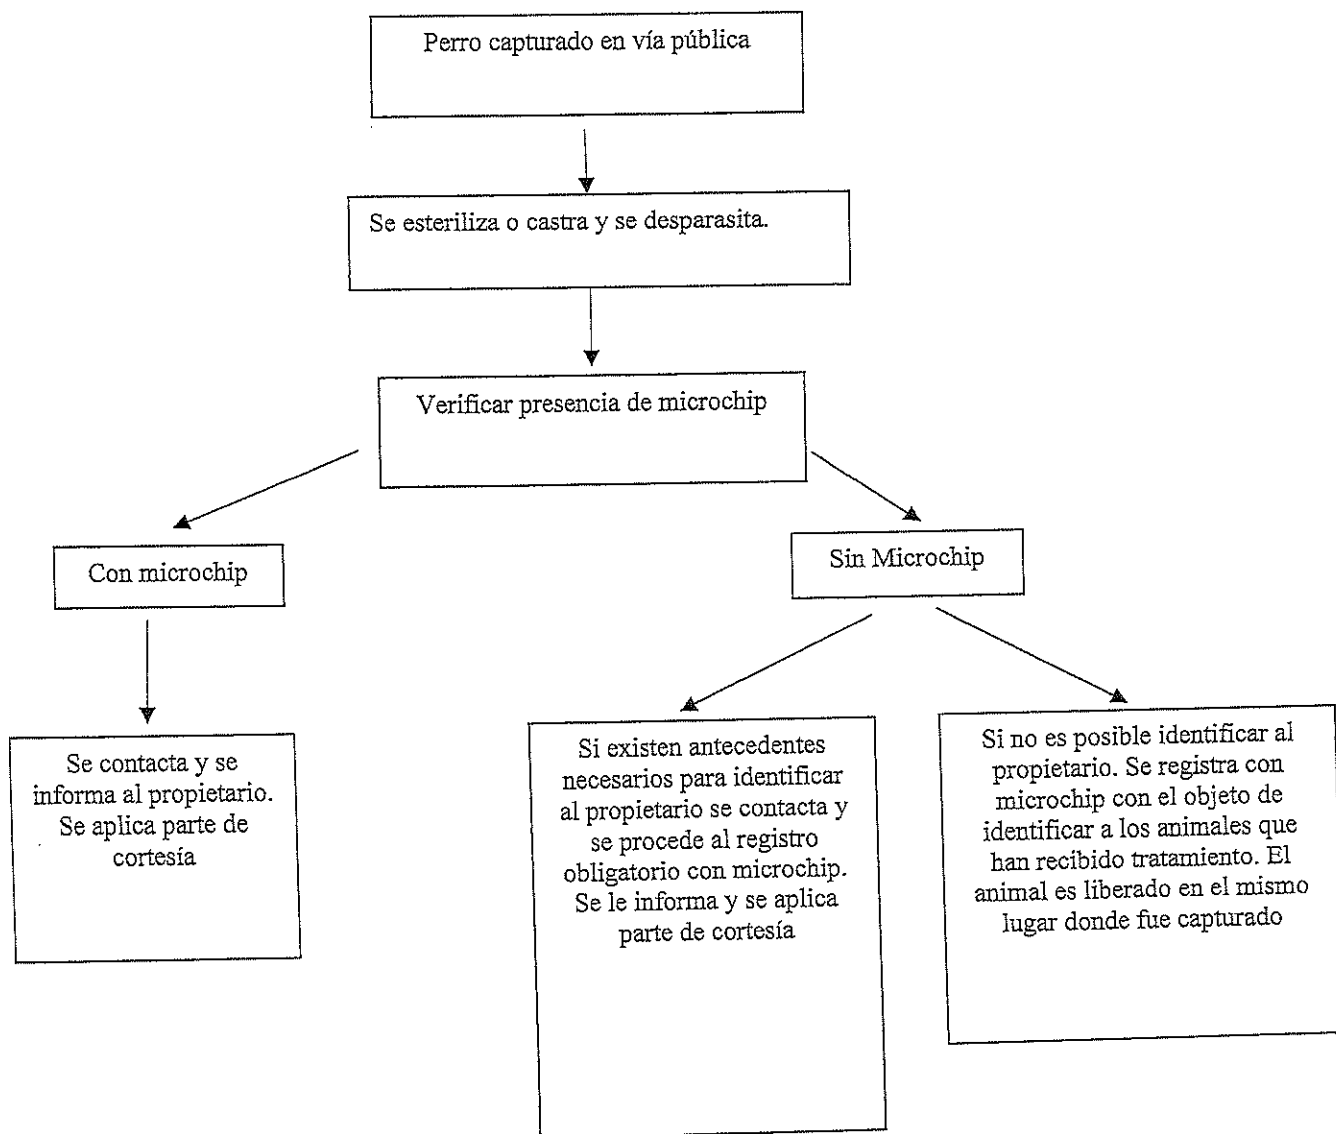 Perro capturado en vía pública
Se esteriliza o castra y se desparasita.
Verificar presencia de microchip
Con microchip
Sin Microchip
Se contacta y se
informa al propietario.
Se aplica parte de
cortesía
Si existen antecedentes
necesarios para identificar
al propietario se contacta y
se procede al registro
obligatorio con microchip.
Se le informa y se aplica
parte de cortesía
Si no es posible identificar al
propietario. Se registra con
microchip con el objeto de
identificar a los animales que
han recibido tratamiento. El
animal es liberado en el mismo
lugar donde fue capturado